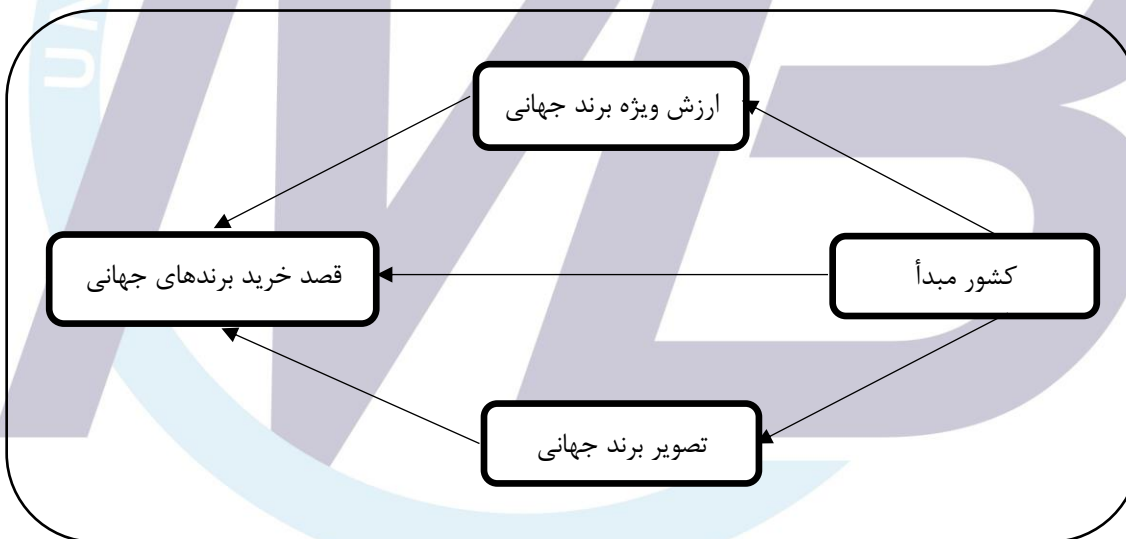 ارزش ویژه برند جهانی
کشور مبدأ
قصد خرید برندهای جهانی
تصویر برند جهانی